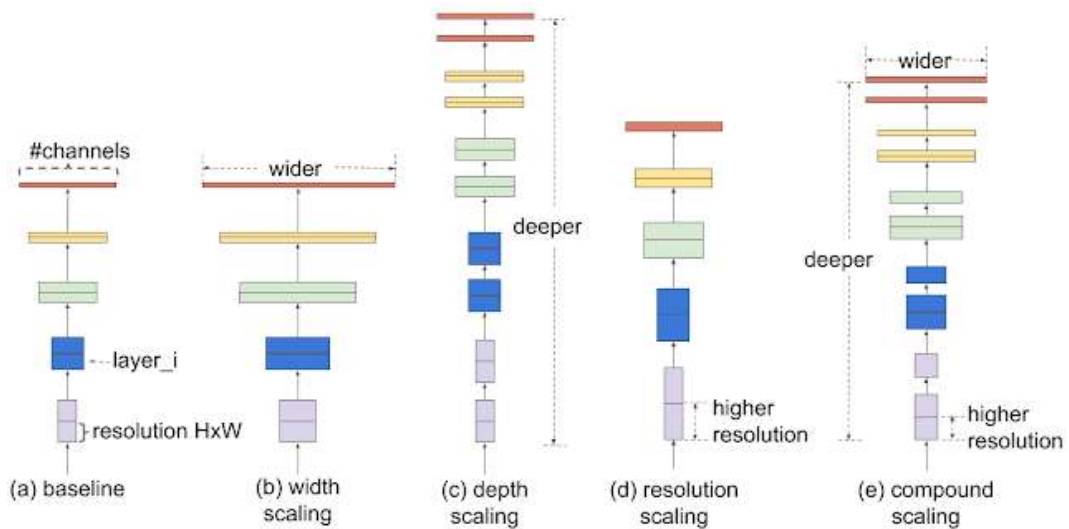 #channels
layer_i
resolution HxW
(a) baseline
wider
(b) width
scaling
deeper
(c) depth
scaling
higher
resolution
(d) resolution
scaling
wider
deeper
higher
resolution
(e) compound
scaling